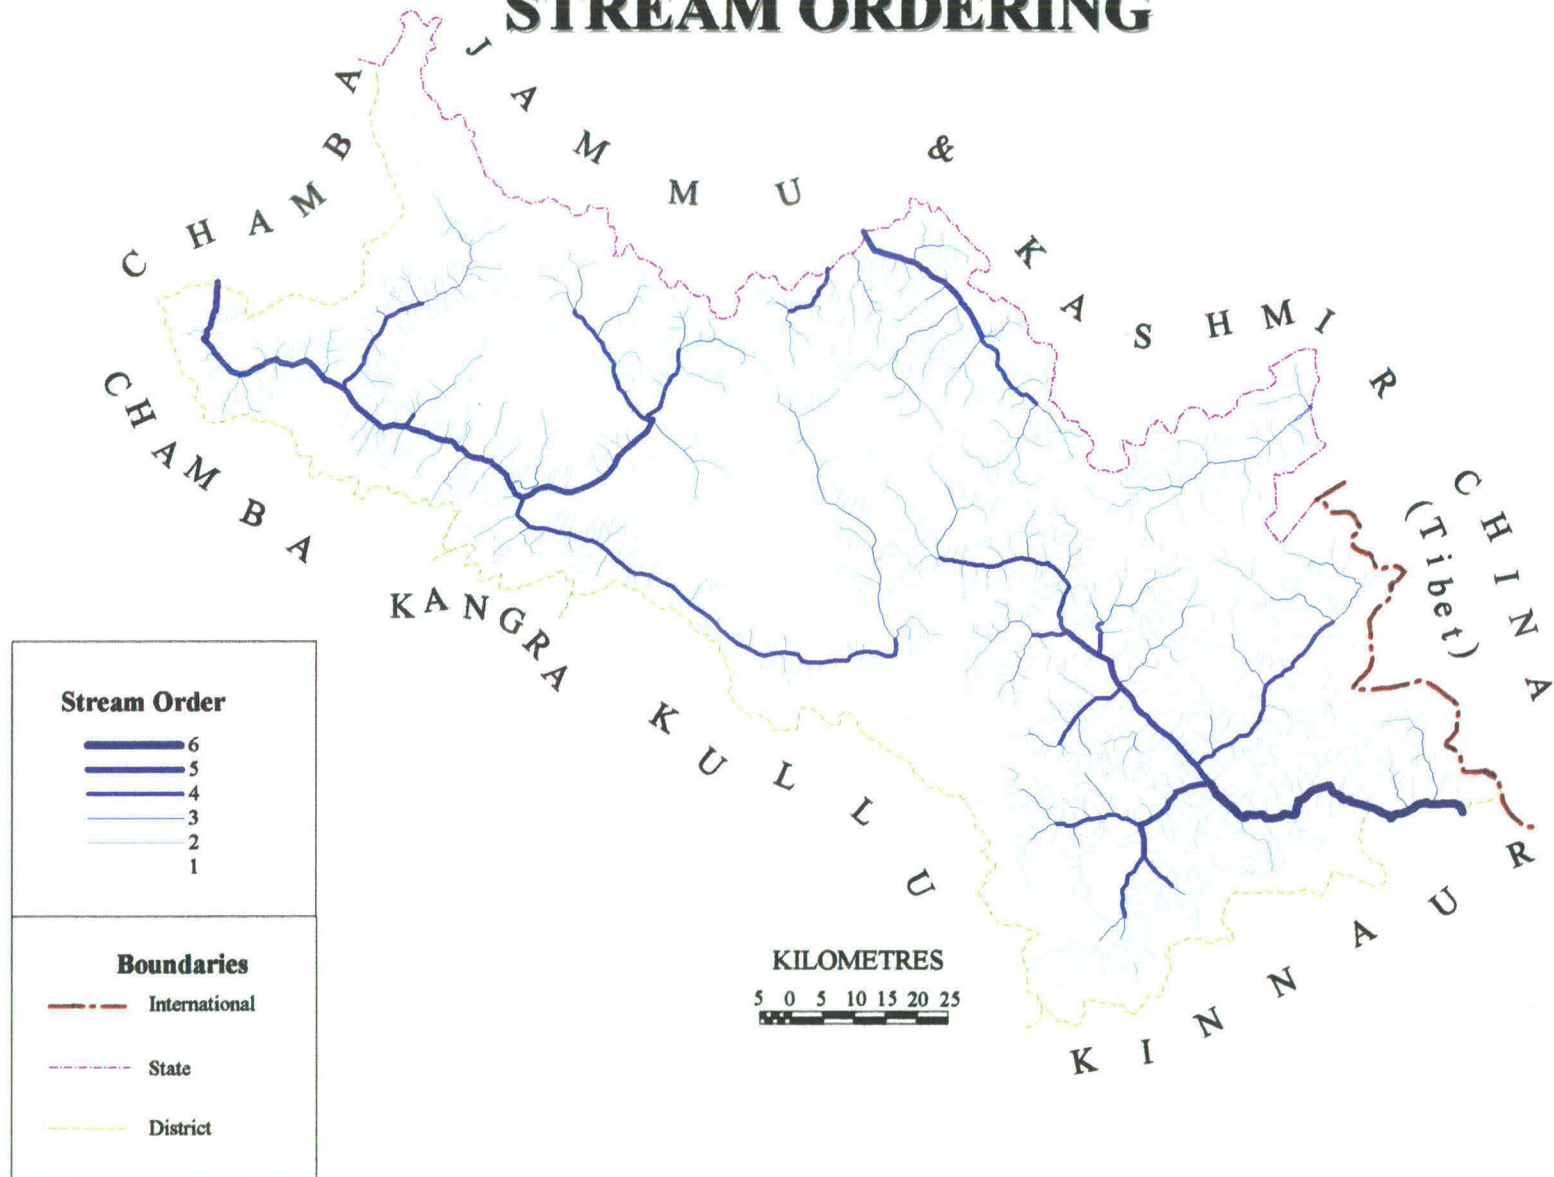 STREAM ORDERING
CHAMBA
JAMMU & KASHMIR
CHAMBA
CHINA
(Tibet)
KANGRA
KULLU
KINNAUR
Stream Order
6
5
4
3
2
1
Boundaries
International
State
District
KILOMETRES
5 0 5 10 15 20 25